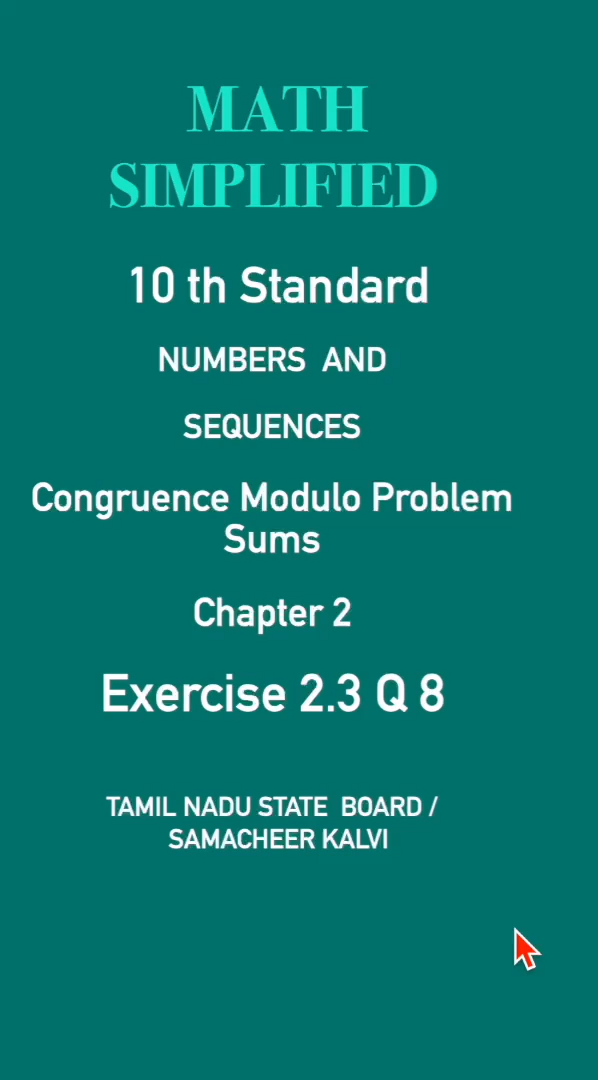 MATH
SIMPLIFIED
10 th Standard
NUMBERS AND
SEQUENCES
Congruence Modulo Problem
Sums
Chapter 2
Exercise 2.3 Q 8
TAMIL NADU STATE BOARD /
SAMACHEER KALVI